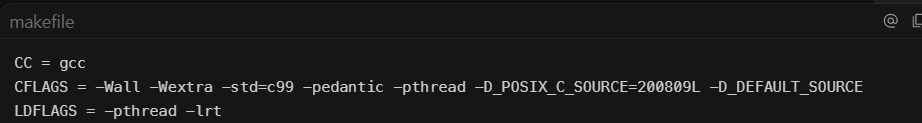 makefile
CC = gcc
CFLAGS = -Wall -Wextra -std=c99 -pedantic -pthread -D_POSIX_C_SOURCE=200809L -D_DEFAULT_SOURCE
LDFLAGS = -pthread -lrt